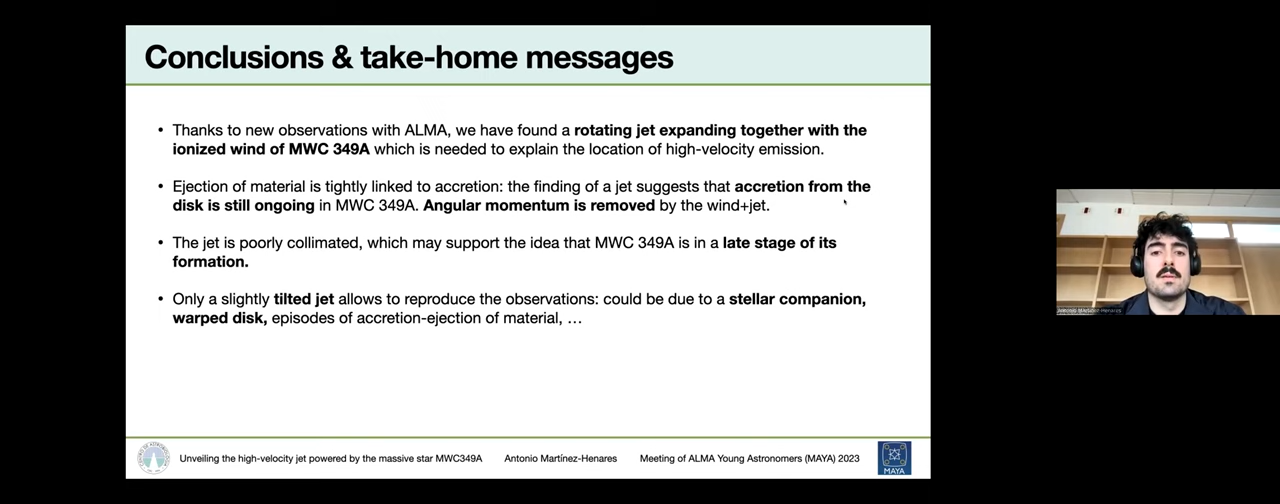 Conclusions & take-home messages
• Thanks to new observations with ALMA, we have found a rotating jet expanding together with the
ionized wind of MWC 349A which is needed to explain the location of high-velocity emission.
• Ejection of material is tightly linked to accretion: the finding of a jet suggests that accretion from the
disk is still ongoing in MWC 349A. Angular momentum is removed by the wind+jet.
• The jet is poorly collimated, which may support the idea that MWC 349A is in a late stage of its
formation.
• Only a slightly tilted jet allows to reproduce the observations: could be due to a stellar companion,
warped disk, episodes of accretion-ejection of material, …
Unveiling the high-velocity jet powered by the massive star MWC349A Antonio Martínez-Henares Meeting of ALMA Young Astronomers (MAYA) 2023
MAYA
Antonio Martínez-Henares